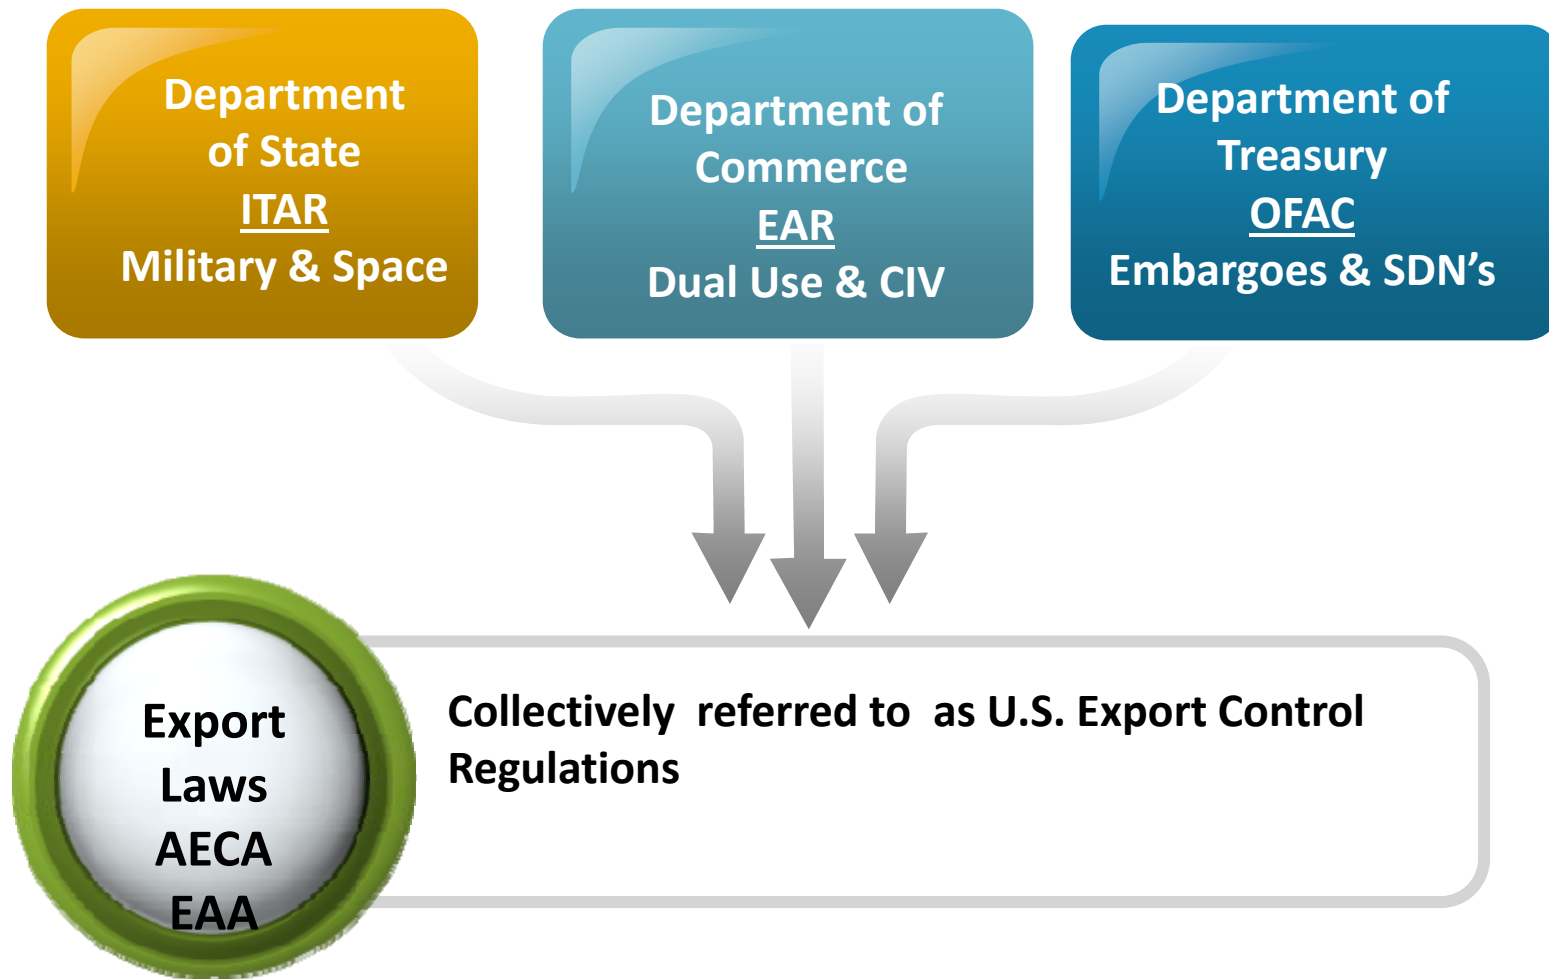 Department
of State
ITAR
Military & Space
Department of
Commerce
EAR
Dual Use & CIV
Department of
Treasury
OFAC
Embargoes & SDN’s
Export
Laws
AECA
EAA
Collectively  referred to  as U.S. Export Control
Regulations